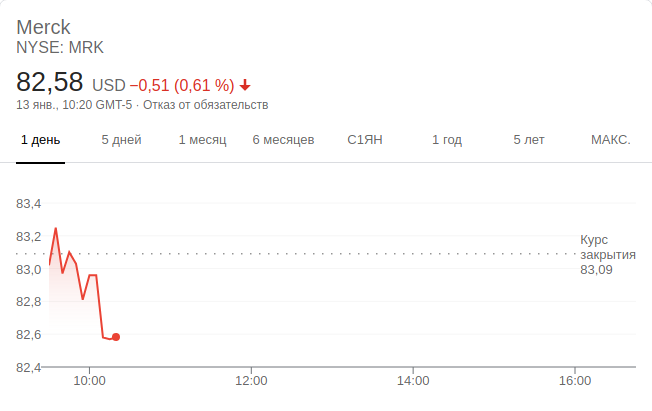 Merck
NYSE: MRK
82,58 USD −0,51 (0,61 %)
13 янв., 10:20 GMT-5 · Отказ от обязательств
1 день 5 дней 1 месяц 6 месяцев С1ЯН 1 год 5 лет МАКС.
83,4
83,2
83,0
82,8
82,6
82,4
Курс
закрытия
83,09
10:00 12:00 14:00 16:00